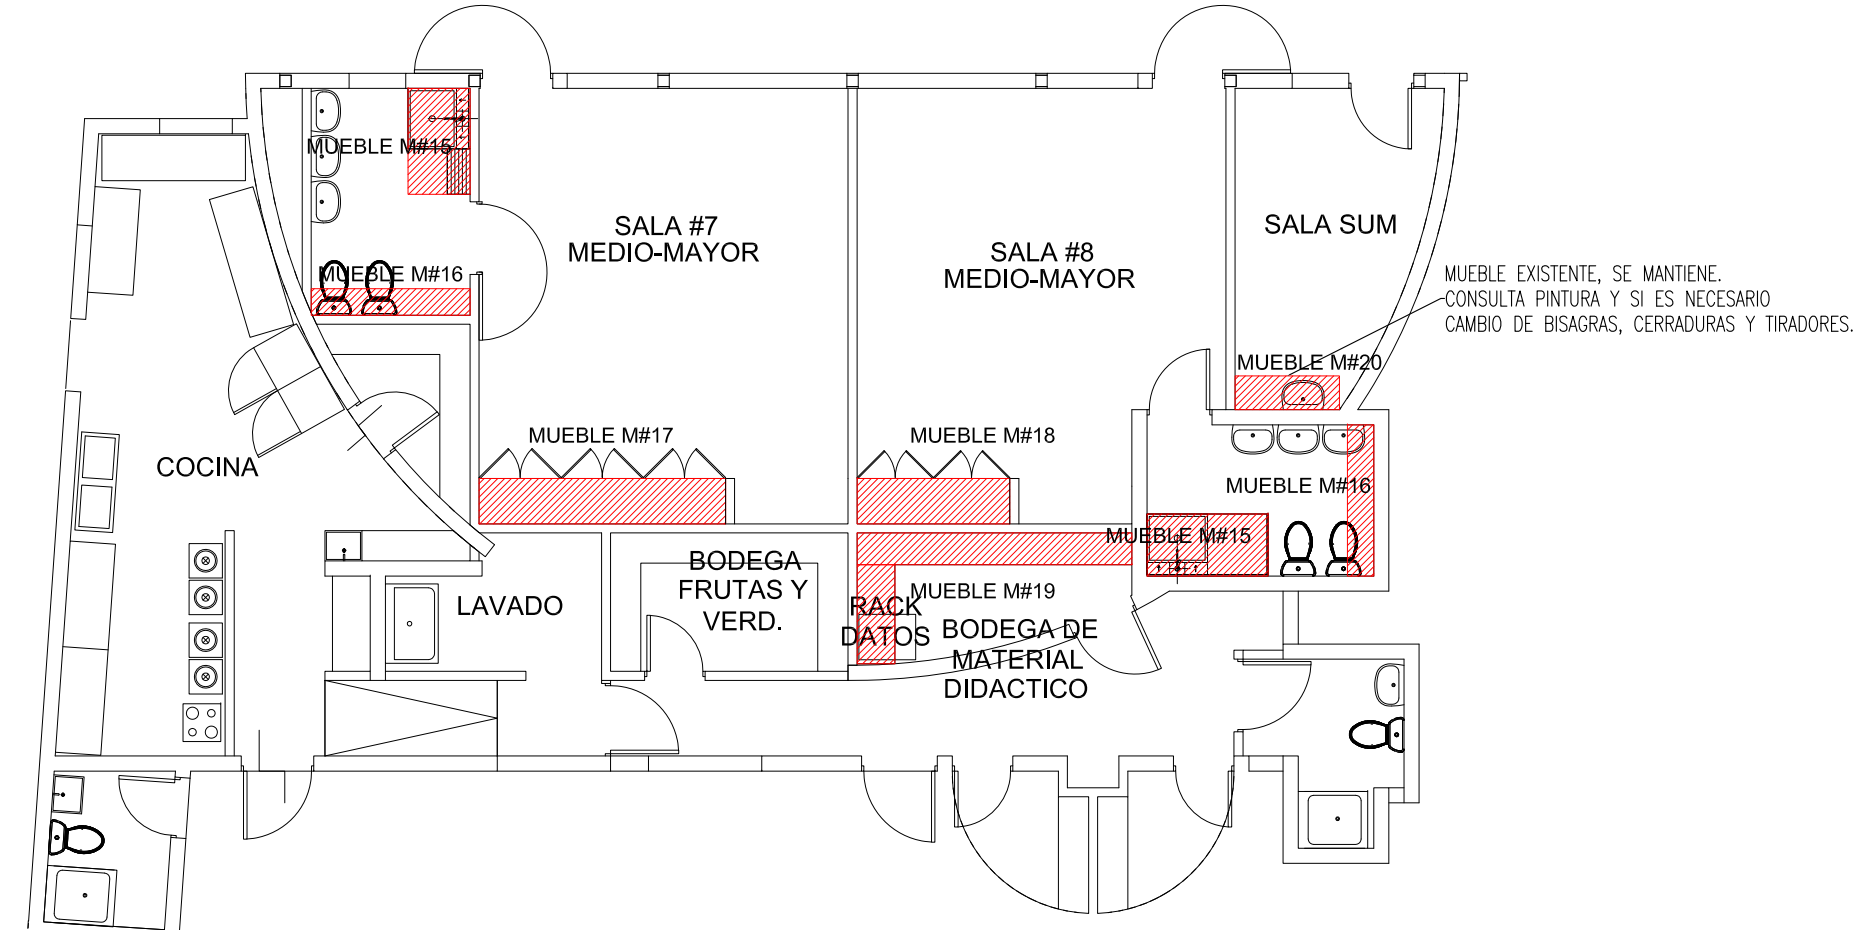 MUEBLE M#15
SALA #7
MEDIO-MAYOR
SALA #8
MEDIO-MAYOR
SALA SUM
MUEBLE M#16
MUEBLE EXISTENTE, SE MANTIENE.
CONSULTA PINTURA Y SI ES NECESARIO
CAMBIO DE BISAGRAS, CERRADURAS Y TIRADORES.
MUEBLE M#20
MUEBLE M#17
MUEBLE M#18
COCINA
MUEBLE M#16
MUEBLE M#15
BODEGA
FRUTAS Y
VERD.
LAVADO
MUEBLE M#19
RACK
DATOS
BODEGA DE
MATERIAL
DIDACTICO